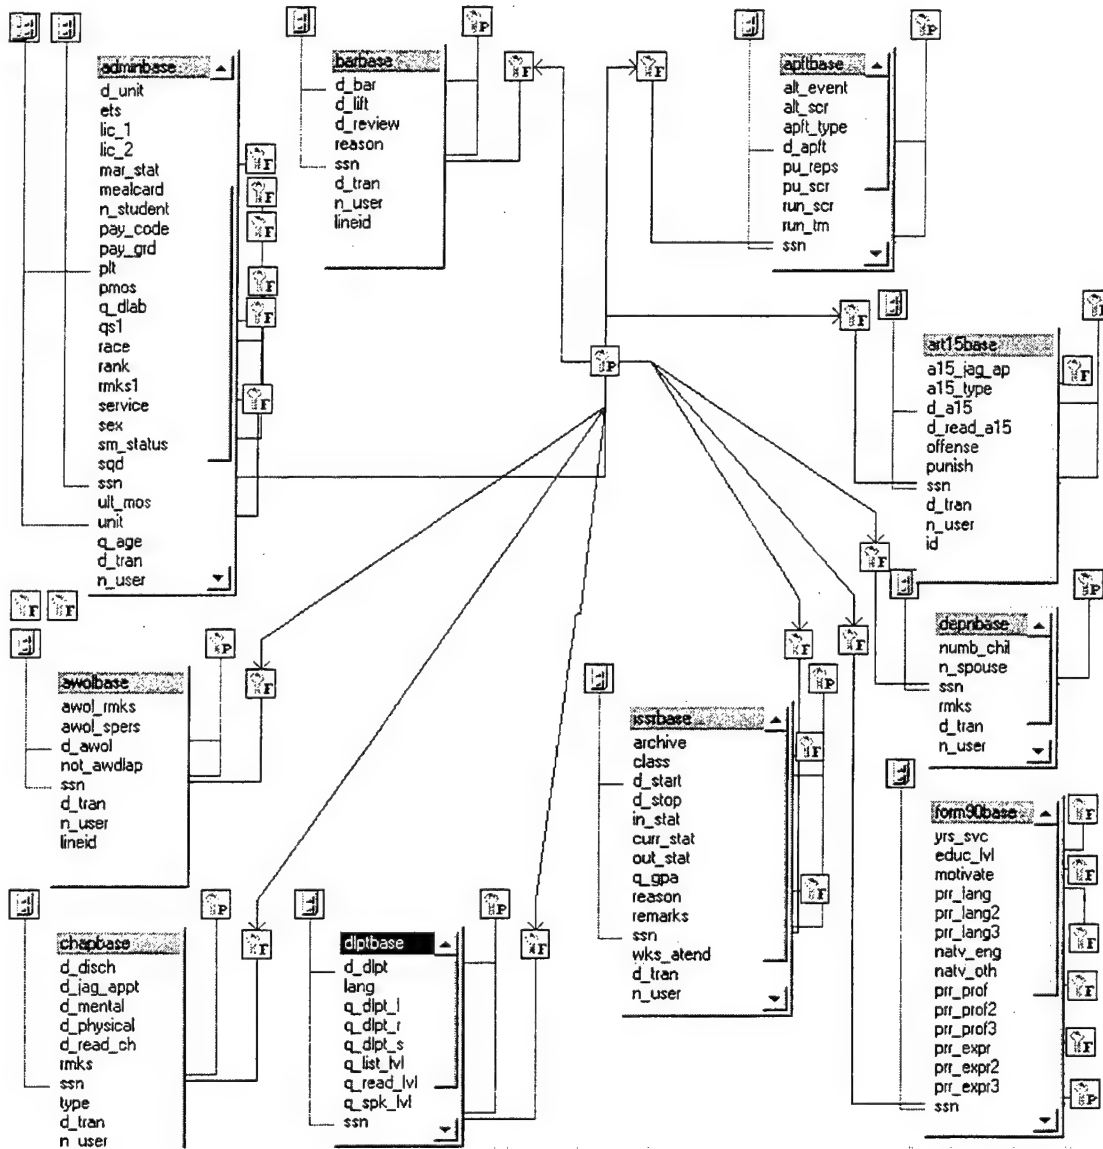 adminbase
d_unit
ets
lic_1
lic_2
mar_stat
mealcard
n_student
pay_code
pay_grd
plt
pmos
q_dlab
qs1
race
rank
rmks1
service
sex
sm_status
sqd
ssn
ult_mos
unit
q_age
d_tran
n_user
F
F
F
F
F
F
F
F
barbase
d_bar
d_lift
d_review
reason
ssn
d_tran
n_user
lineid
P
F
F
P
apftbase
alt_event
alt_scr
apft_type
d_apft
pu_reps
pu_scr
run_scr
run_tm
ssn
P
F
F
art15base
a15_jag_ap
a15_type
d_a15
d_read_a15
offense
punish
ssn
d_tran
n_user
id
F
F
depnbase
numb_chil
n_spouse
ssn
rmks
d_tran
n_user
F
P
awolbase
awol_rmks
awol_spers
d_awol
not_awdlap
ssn
d_tran
n_user
lineid
P
F
issrbase
archive
class
d_start
d_stop
in_stat
curr_stat
out_stat
q_gpa
reason
remarks
ssn
wks_atend
d_tran
n_user
F
P
F
F
F
form90base
yrs_svc
educ_lvl
motivate
prr_lang
prr_lang2
prr_lang3
natv_eng
natv_oth
prr_prof
prr_prof2
prr_prof3
prr_expr
prr_expr2
prr_expr3
ssn
F
F
F
F
F
P
chapbase
d_disch
d_jag_appt
d_mental
d_physical
d_read_ch
rmks
ssn
type
d_tran
n_user
P
F
dlptbase
d_dlpt
lang
q_dlpt_l
q_dlpt_r
q_dlpt_s
q_list_lvl
q_read_lvl
q_spk_lvl
ssn
P
F